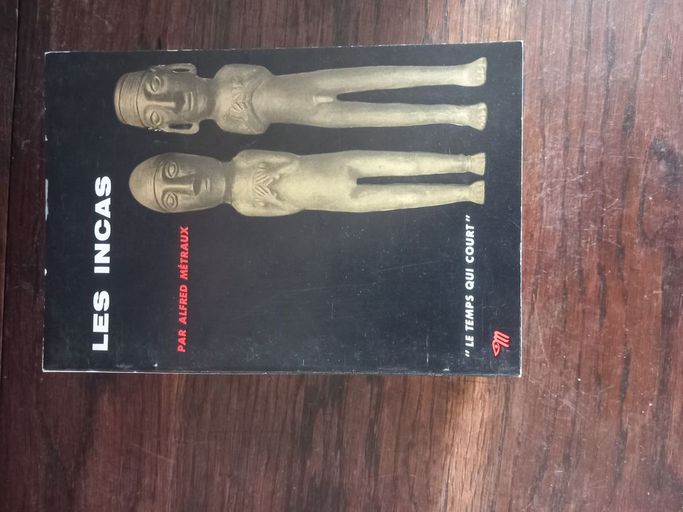 LES INCAS
PAR ALFRED MÉTRAUX
" LE TEMPS QUI COURT "